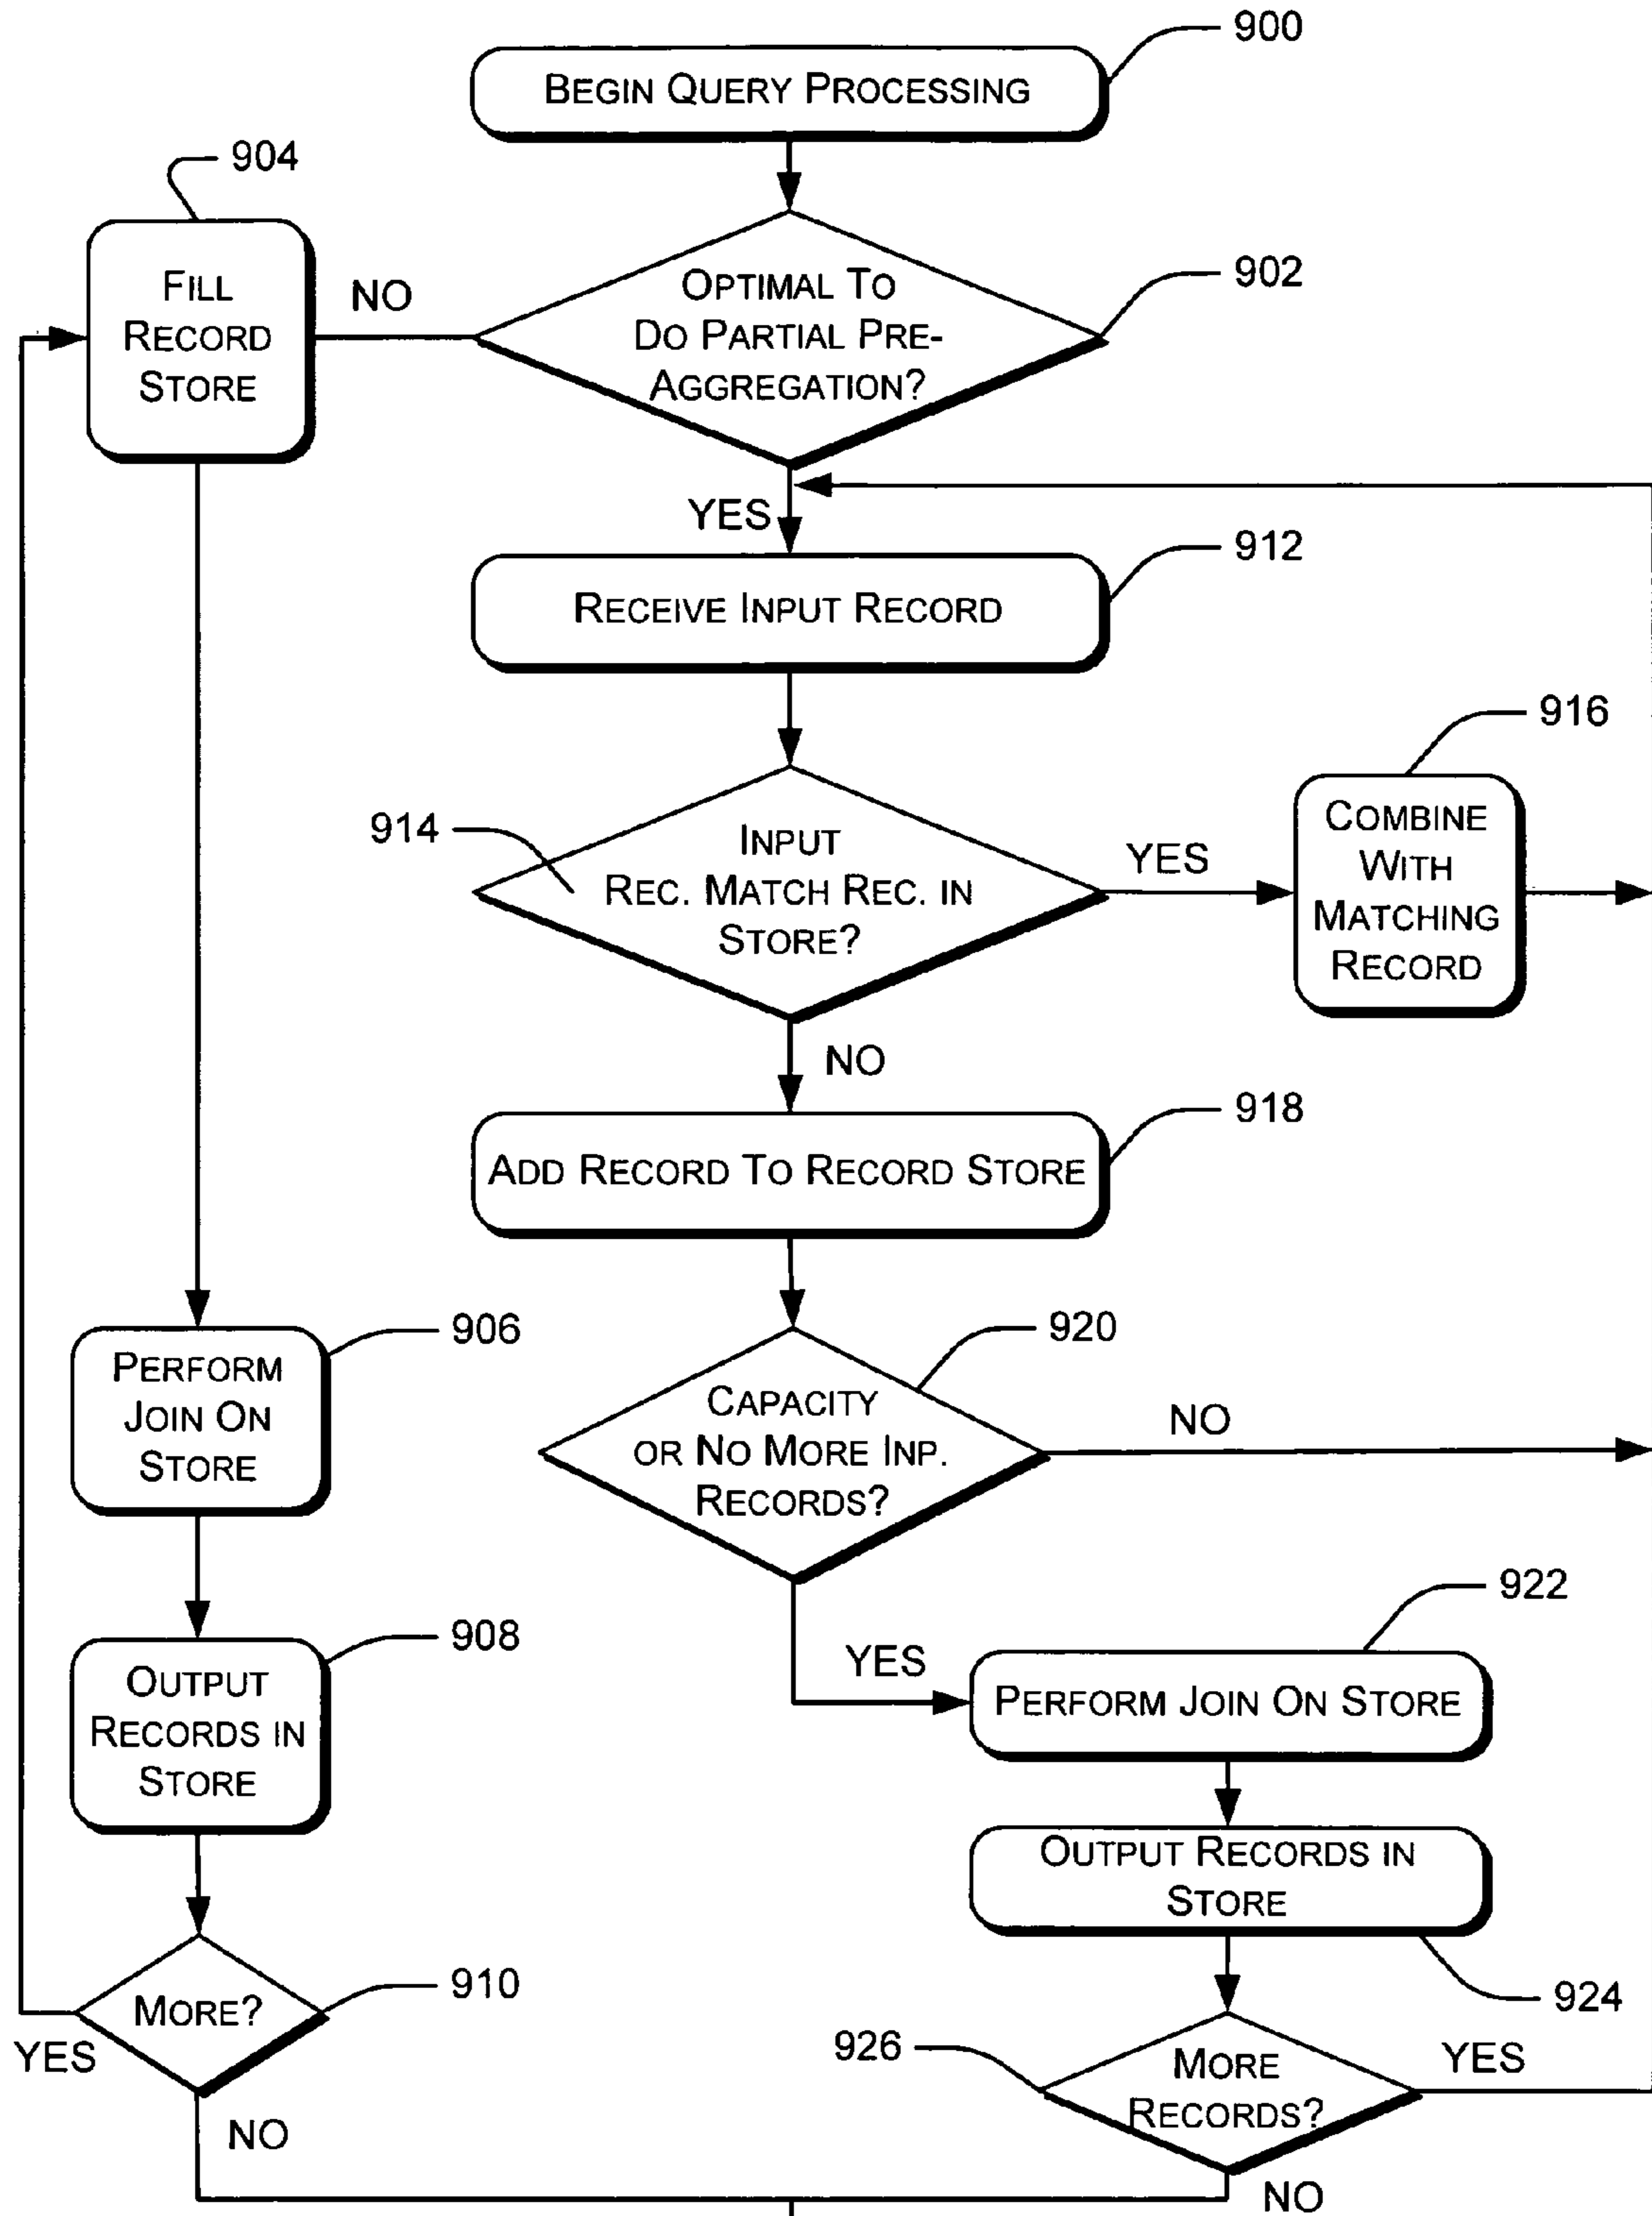 900
BEGIN QUERY PROCESSING
904
FILL
RECORD
STORE
NO
OPTIMAL TO
DO PARTIAL PRE-
AGGREGATION?
902
YES
912
RECEIVE INPUT RECORD
916
914
INPUT
REC. MATCH REC. IN
STORE?
YES
COMBINE
WITH
MATCHING
RECORD
NO
918
ADD RECORD TO RECORD STORE
906
PERFORM
JOIN ON
STORE
920
CAPACITY
OR NO MORE INP.
RECORDS?
NO
922
YES
PERFORM JOIN ON STORE
908
OUTPUT
RECORDS IN
STORE
OUTPUT RECORDS IN
STORE
924
910
MORE?
YES
NO
926
MORE
RECORDS?
YES
NO